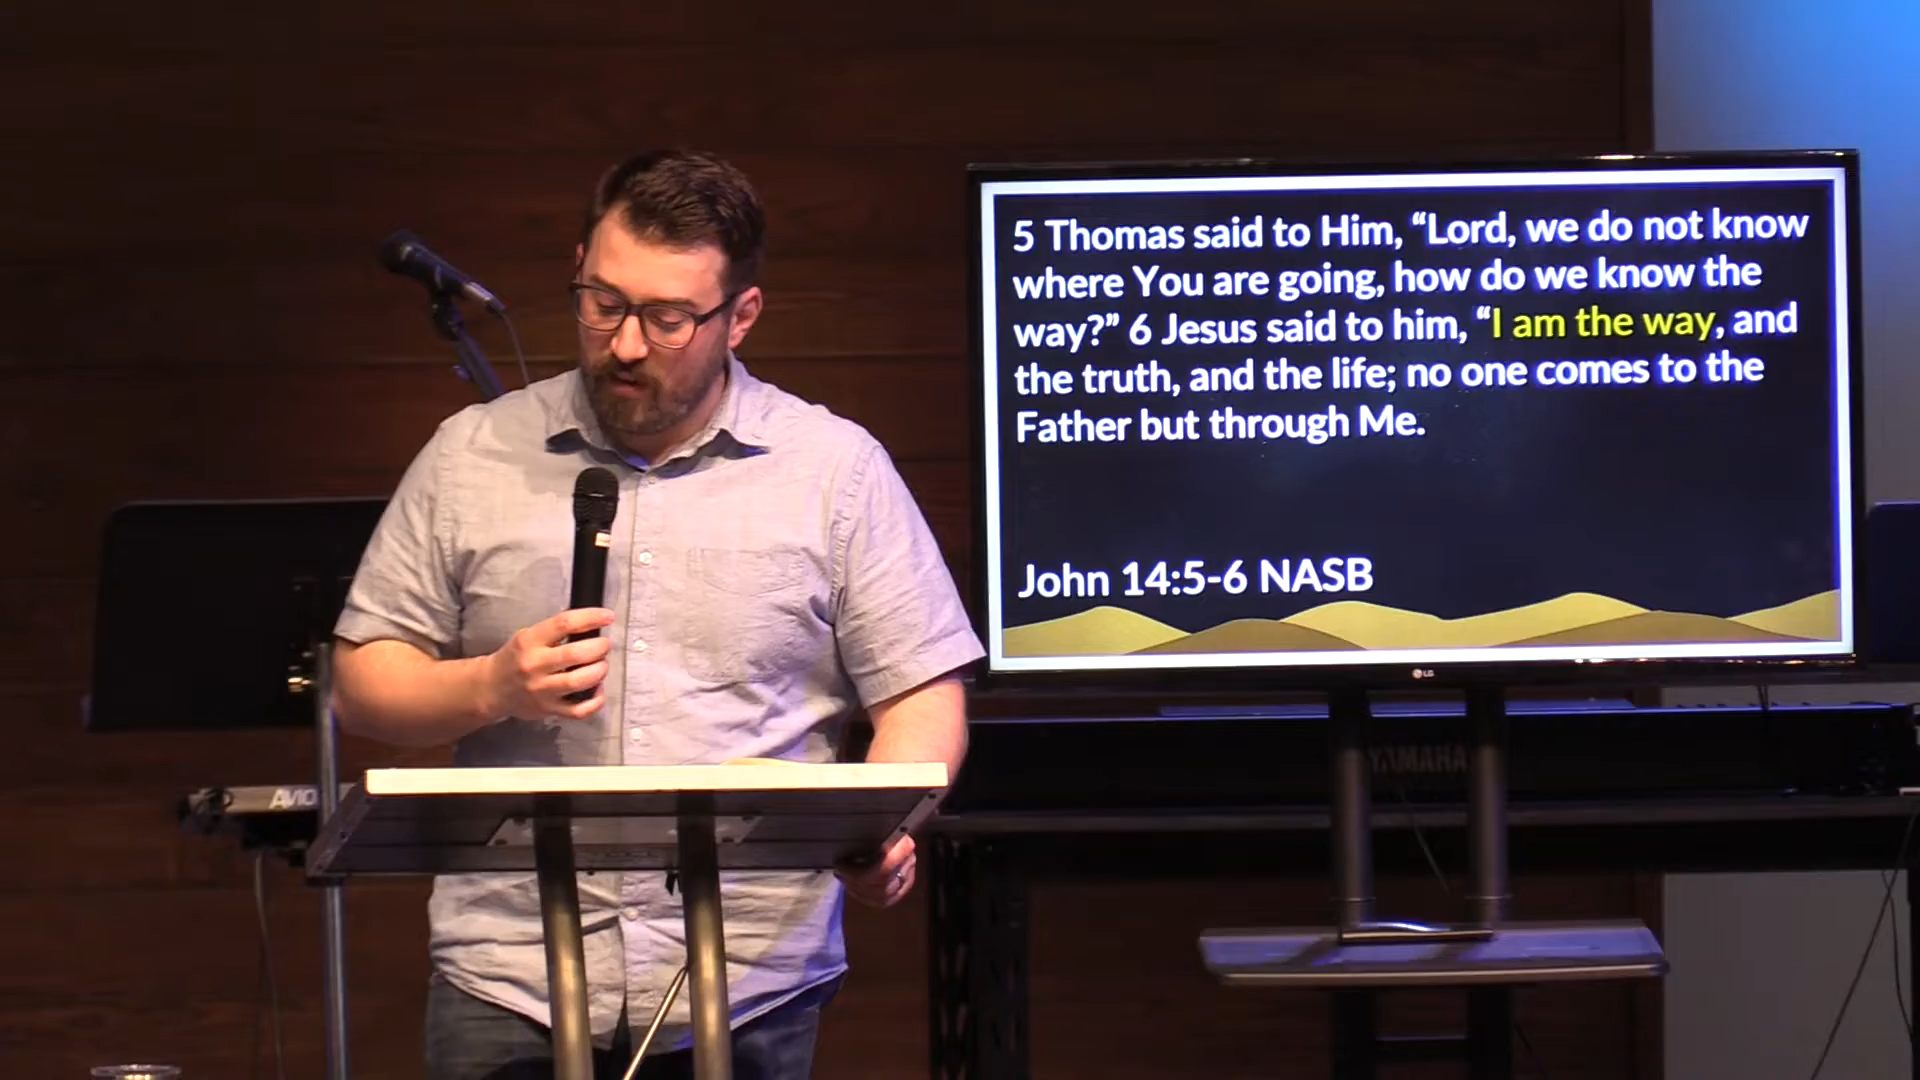 5 Thomas said to Him, “Lord, we do not know
where You are going, how do we know the
way?” 6 Jesus said to him, “I am the way, and
the truth, and the life; no one comes to the
Father but through Me.
John 14:5-6 NASB
LG
YAMAHA
AVIO